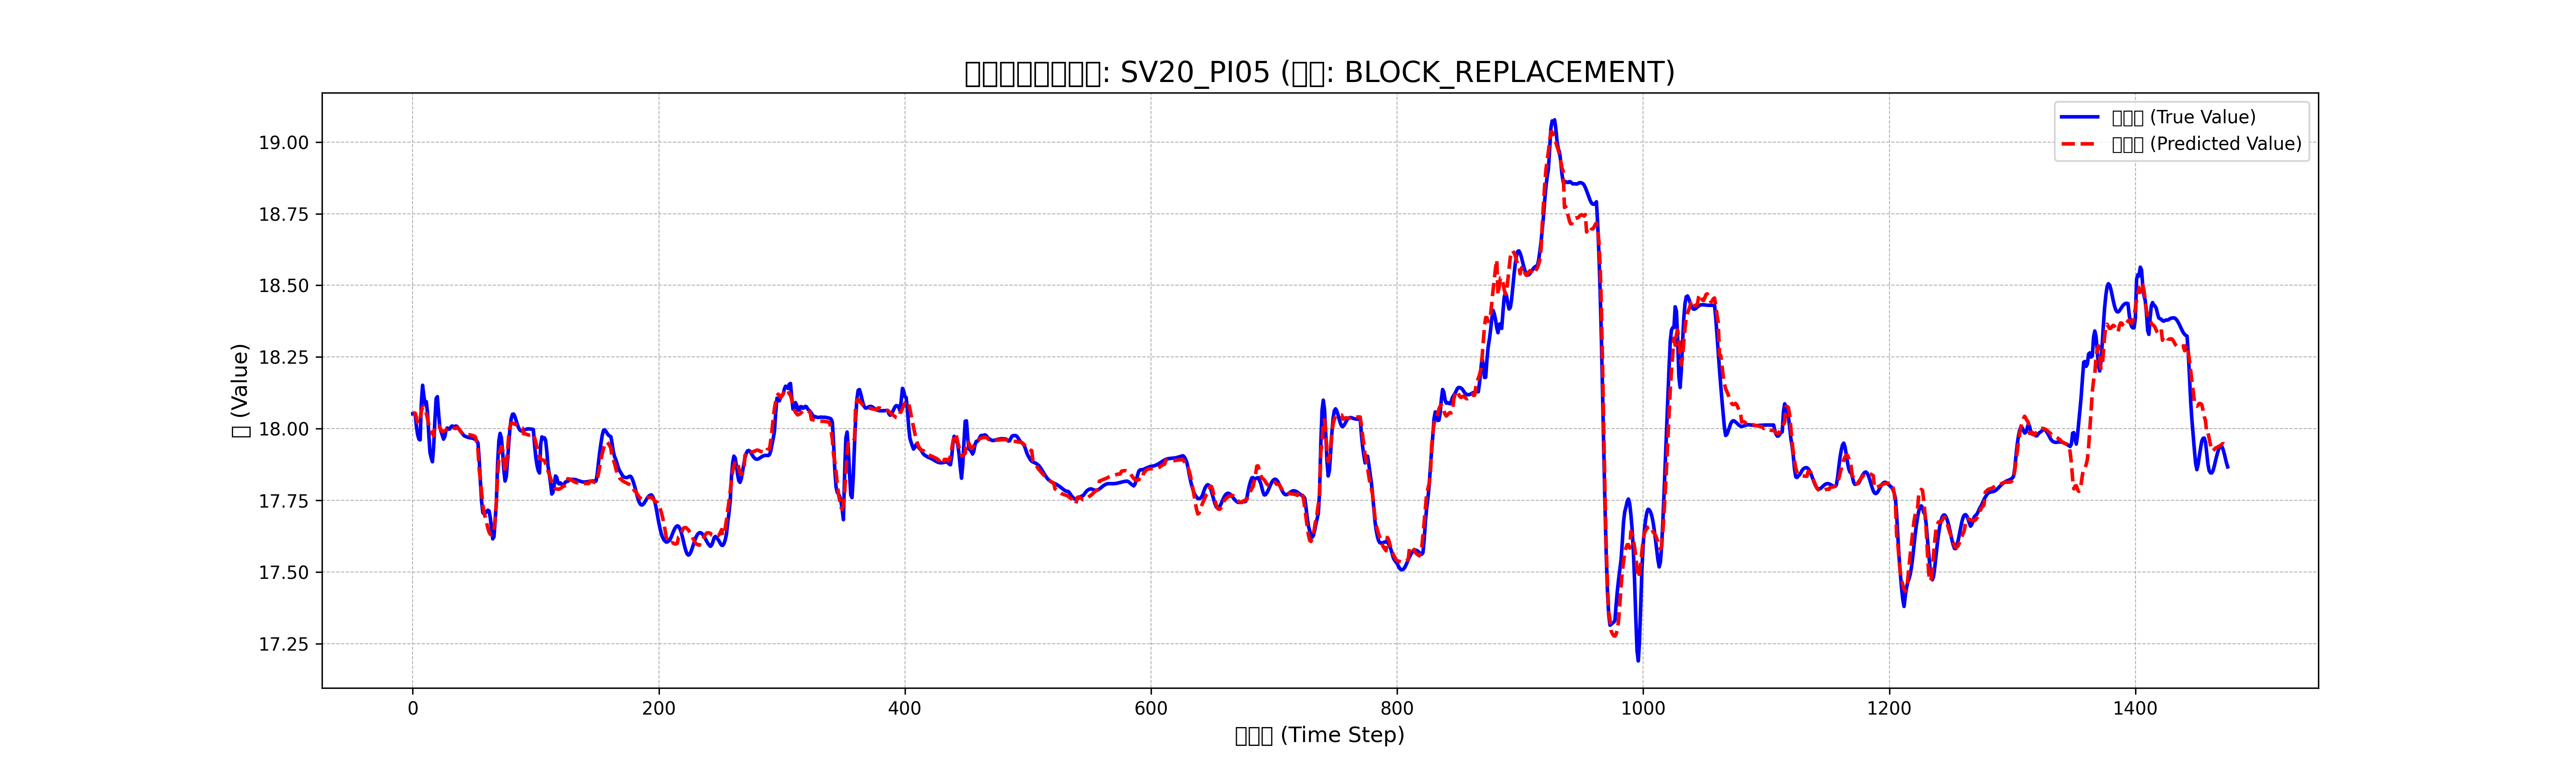 □□□□□□□□: SV20_PI05 (□□: BLOCK_REPLACEMENT)
□□□ (True Value)
□□□ (Predicted Value)
□ (Value)
19.00
18.75
18.50
18.25
18.00
17.75
17.50
17.25
0 200 400 600 800 1000 1200 1400
□□□ (Time Step)